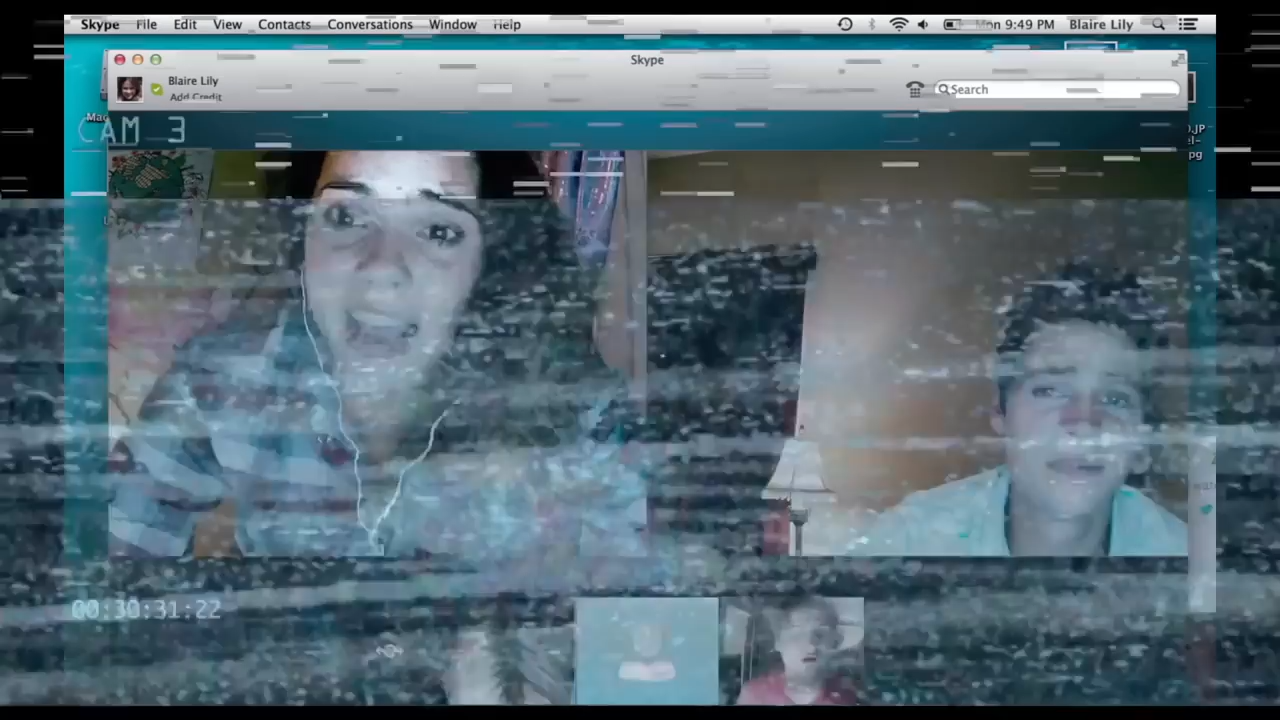 Skype File Edit View Contacts Conversations Window Help Mon 9:49 PM Blaire Lily
Skype
Blaire Lily
Add Credit
Search
CAM 3
00:30:31:22